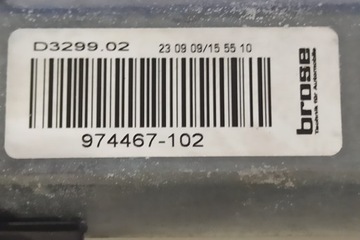 D3299.02
23 09 09/15 55 10
974467-102
brose
Technik für Automobile